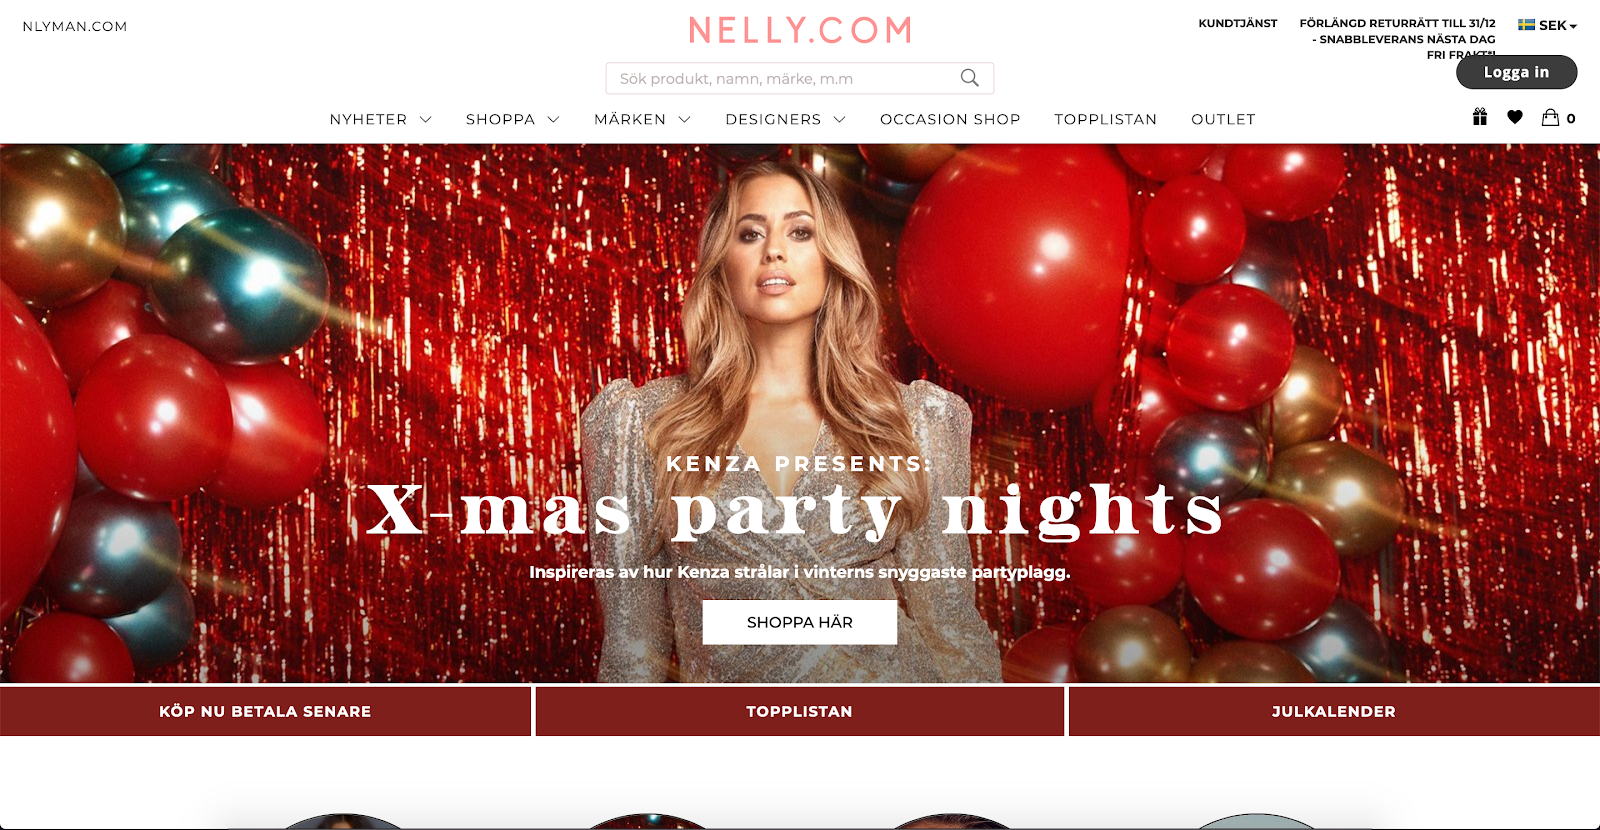 NLYMAN.COM
NELLY.COM
KUNDTJÄNST
FÖRLÄNGD RETURRÄTT TILL 31/12
- SNABBLEVERANS NÄSTA DAG
FRI FRAKT*!
SEK
Sök produkt, namn, märke, m.m
Logga in
NYHETER SHOPPA MÄRKEN DESIGNERS OCCASION SHOP TOPPLISTAN OUTLET
0
KENZA PRESENTS:
X-mas party nights
Inspireras av hur Kenza strålar i vinterns snyggaste partyplagg.
SHOPPA HÄR
KÖP NU BETALA SENARE
TOPPLISTAN
JULKALENDER